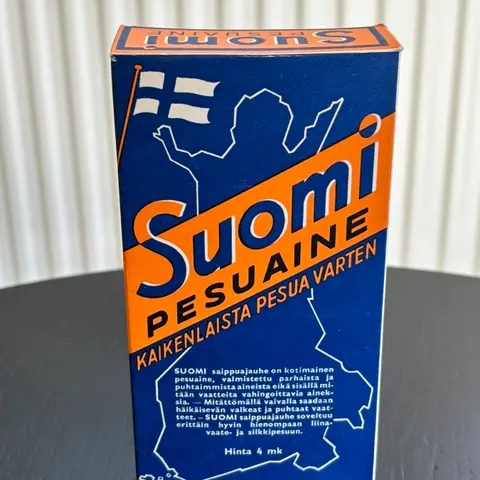 Suomi
PESUAINE
Suomi
PESUAINE
KAIKENLAISTA PESUA VARTEN
SUOMI saippuajauhe on kotimainen
pesuaine, valmistettu parhaista ja
puhtaimmista aineista eikä sisällä mi-
tään vaatteita vahingoittavia ainek-
sia. — Mitättömällä vaivalla saadaan
häikäisevän valkeat ja puhtaat vaat-
teet. — SUOMI saippuajauhe soveltuu
erittäin hyvin hienompaan liina-
vaate- ja silkkipesuun.
Hinta 4 mk